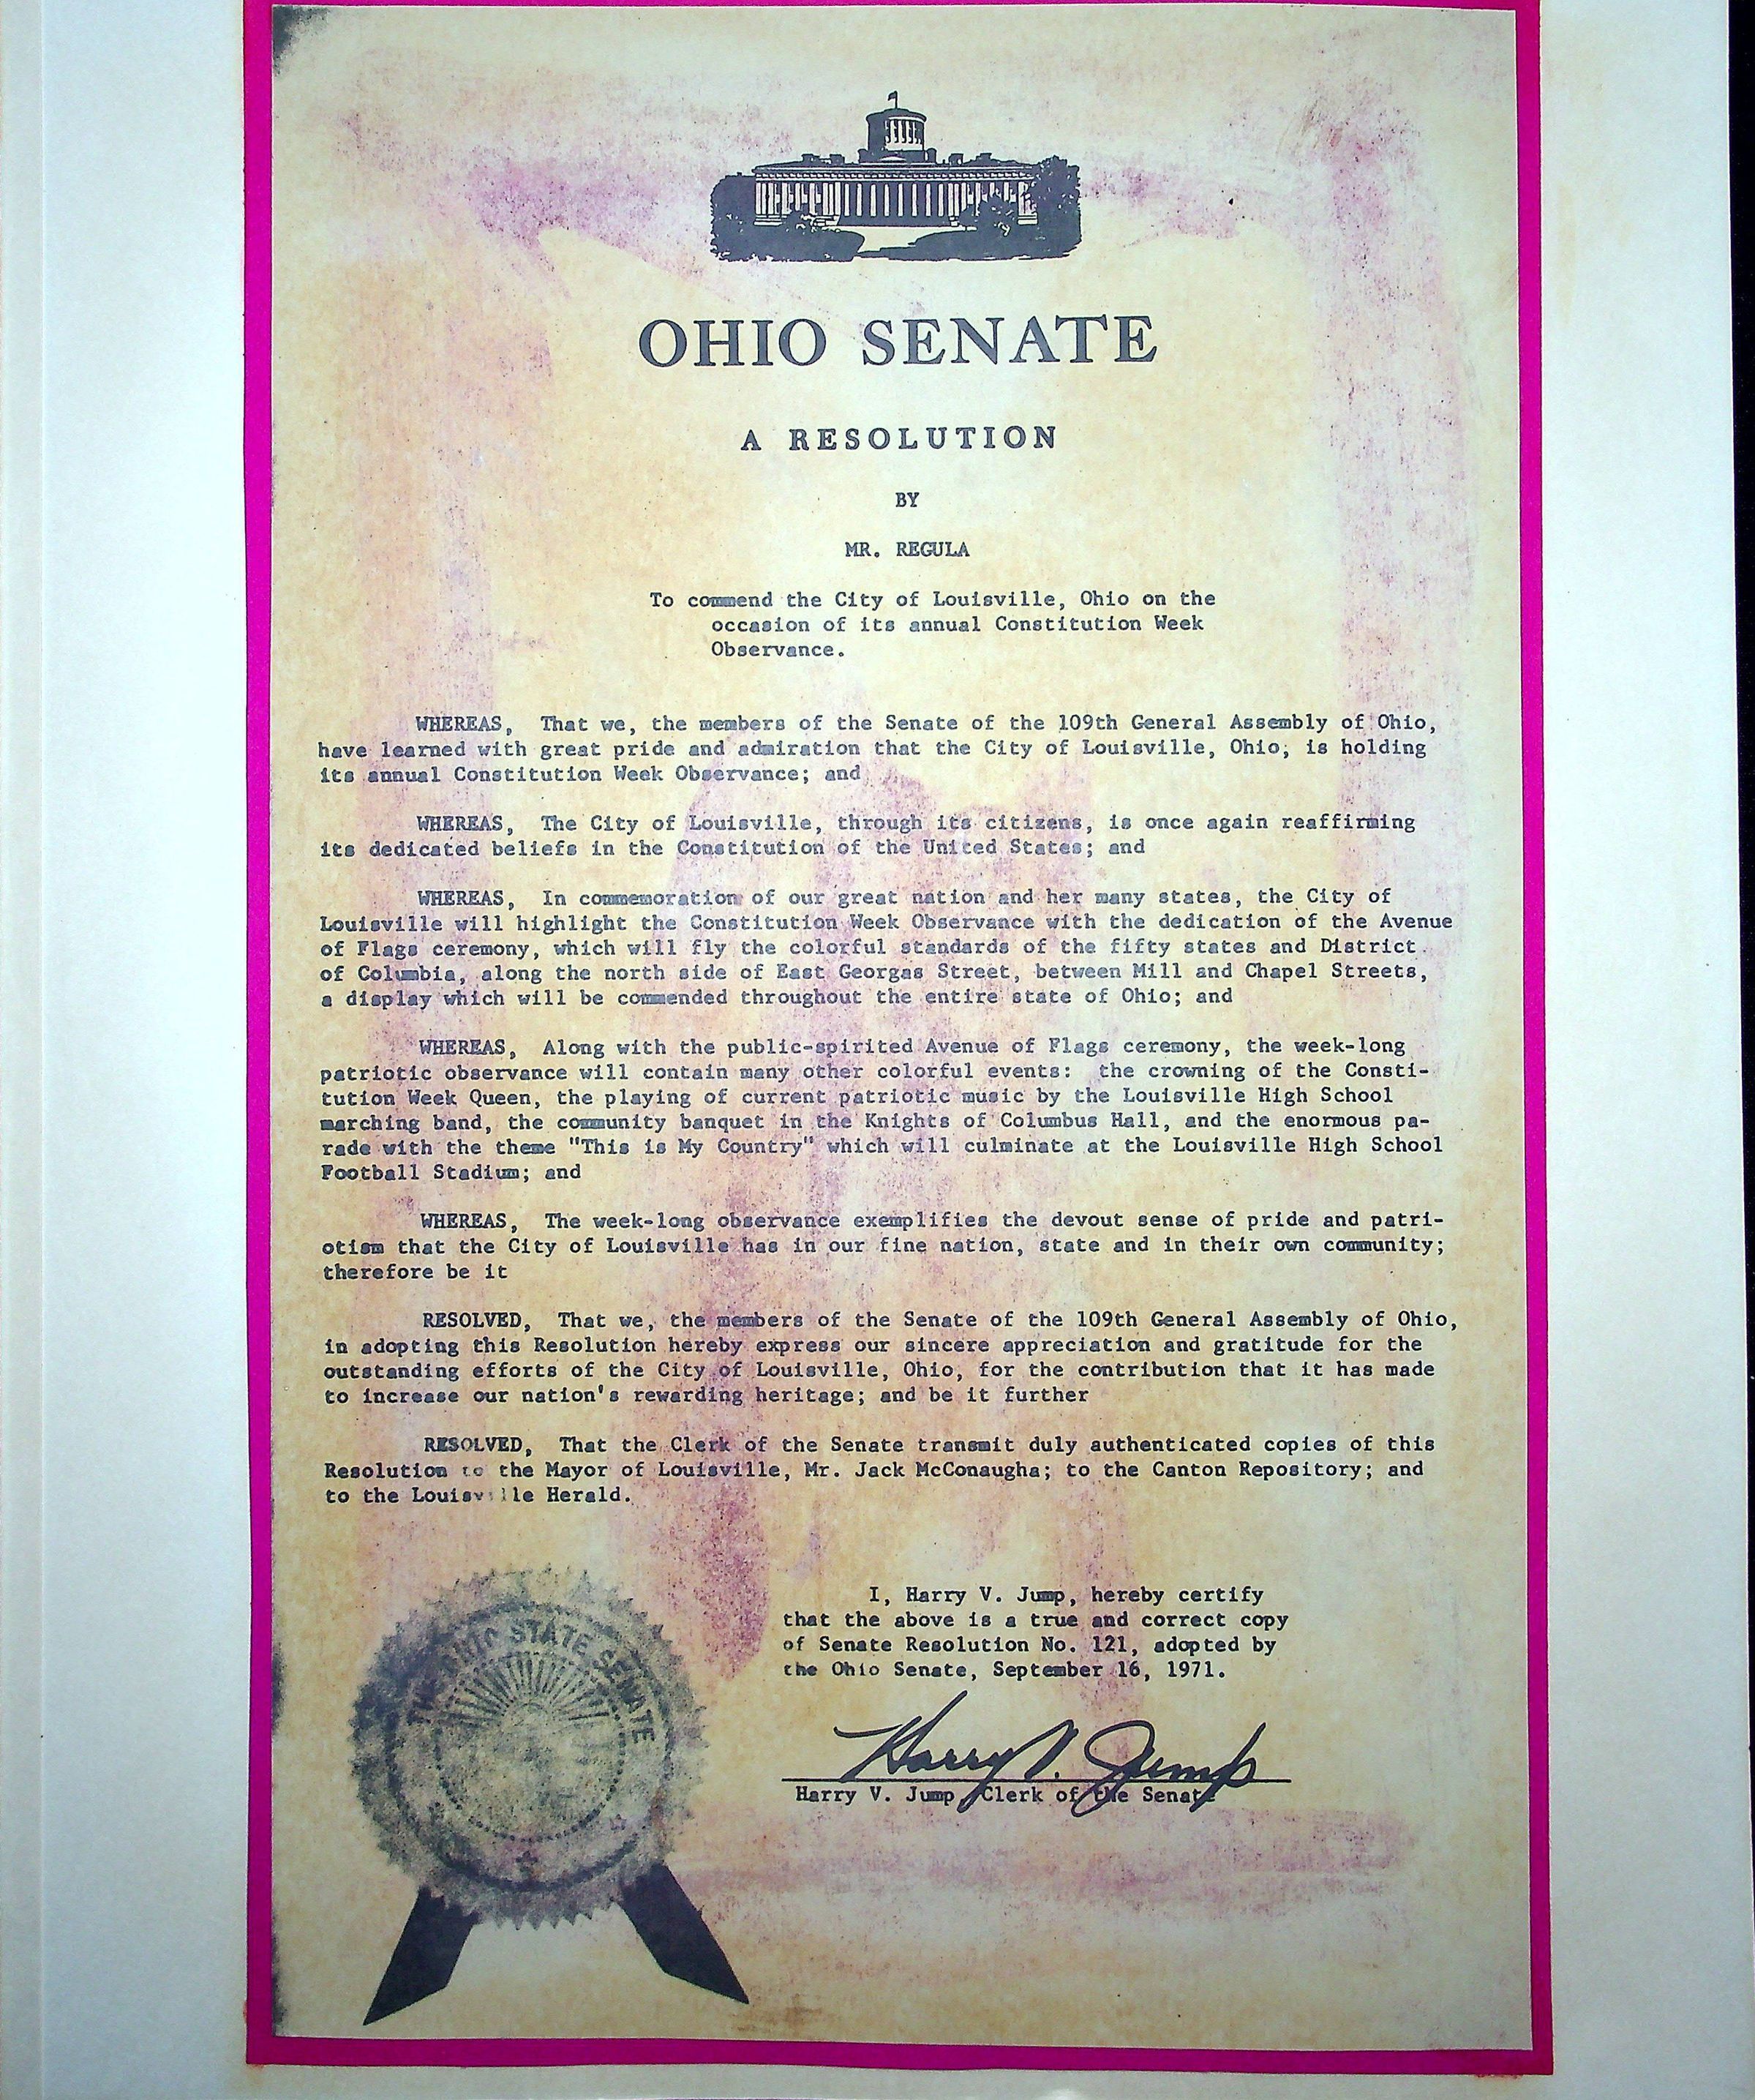 OHIO SENATE
A RESOLUTION
BY
MR. REGULA
To commend the City of Louisville, Ohio on the
occasion of its annual Constitution Week
Observance.
WHEREAS, That we, the members of the Senate of the 109th General Assembly of Ohio,
have learned with great pride and admiration that the City of Louisville, Ohio, is holding
its annual Constitution Week Observance; and
WHEREAS, The City of Louisville, through its citizens, is once again reaffirming
its dedicated beliefs in the Constitution of the United States; and
WHEREAS, In commemoration of our great nation and her many states, the City of
Louisville will highlight the Constitution Week Observance with the dedication of the Avenue
of Flags ceremony, which will fly the colorful standards of the fifty states and District
of Columbia, along the north side of East Gorgas Street, between Mill and Chapel Streets,
a display which will be commended throughout the entire state of Ohio; and
WHEREAS, Along with the public-spirited Avenue of Flags ceremony, the week-long
patriotic observance will contain many other colorful events: the crowning of the Consti-
tution Week Queen, the playing of current patriotic music by the Louisville High School
marching band, the community banquet in the Knights of Columbus Hall, and the enormous pa-
rade with the theme "This is My Country" which will culminate at the Louisville High School
Football Stadium; and
WHEREAS, The week-long observance exemplifies the devout sense of pride and patri-
otism that the City of Louisville has in our fine nation, state and in their own community;
therefore be it
RESOLVED, That we, the members of the Senate of the 109th General Assembly of Ohio,
in adopting this Resolution hereby express our sincere appreciation and gratitude for the
outstanding efforts of the City of Louisville, Ohio, for the contribution that it has made
to increase our nation's rewarding heritage; and be it further
RESOLVED, That the Clerk of the Senate transmit duly authenticated copies of this
Resolution to the Mayor of Louisville, Mr. Jack McConaugha; to the Canton Repository; and
to the Louisville Herald.
I, Harry V. Jump, hereby certify
that the above is a true and correct copy
of Senate Resolution No. 121, adopted by
the Ohio Senate, September 16, 1971.
Harry V. Jump
Harry V. Jump, Clerk of the Senate
THE OHIO STATE SENATE